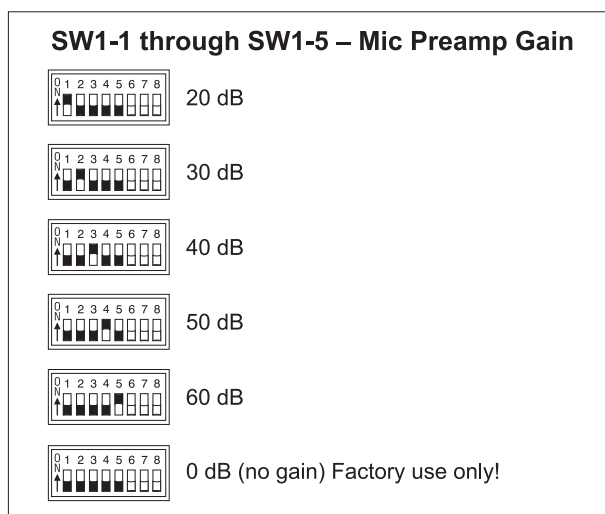 SW1-1 through SW1-5 – Mic Preamp Gain
ON 1 2 3 4 5 6 7 8 20 dB
ON 1 2 3 4 5 6 7 8 30 dB
ON 1 2 3 4 5 6 7 8 40 dB
ON 1 2 3 4 5 6 7 8 50 dB
ON 1 2 3 4 5 6 7 8 60 dB
ON 1 2 3 4 5 6 7 8 0 dB (no gain) Factory use only!